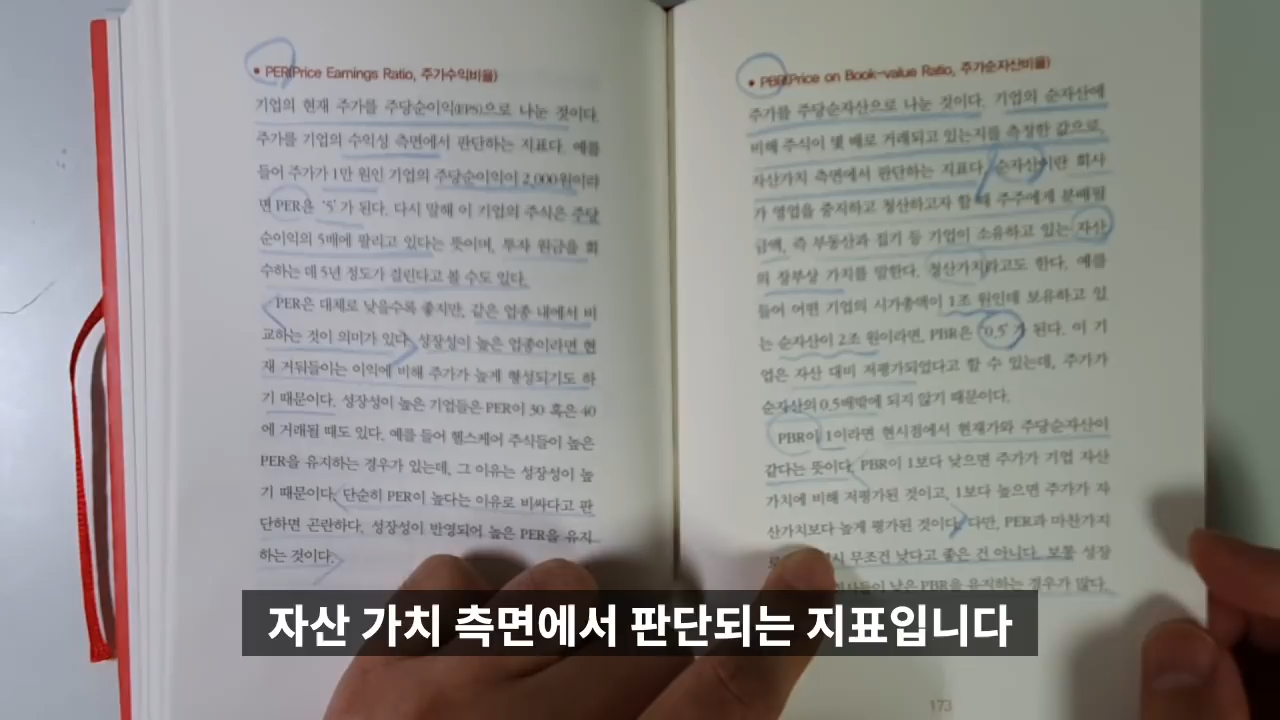 • PER(Price Earnings Ratio, 주가수익비율)
기업의 현재 주가를 주당순이익(EPS)으로 나눈 것이다.
주가를 기업의 수익성 측면에서 판단하는 지표다. 예를
들어 주가가 1만 원인 기업의 주당순이익이 2,000원이라
면 PER은 '5'가 된다. 다시 말해 이 기업의 주식은 주당
순이익의 5배에 팔리고 있다는 뜻이며, 투자 원금을 회
수하는 데 5년 정도가 걸린다고 볼 수도 있다.
PER은 대체로 낮을수록 좋지만, 같은 업종 내에서 비
교하는 것이 의미가 있다. 성장성이 높은 업종이라면 현
재 거둬들이는 이익에 비해 주가가 높게 형성되기도 하
기 때문이다. 성장성이 높은 기업들은 PER이 30 혹은 40
에 거래될 때도 있다. 예를 들어 헬스케어 주식들이 높은
PER을 유지하는 경우가 있는데, 그 이유는 성장성이 높
기 때문이다. 단순히 PER이 높다는 이유로 비싸다고 판
단하면 곤란하다. 성장성이 반영되어 높은 PER을 유지
하는 것이다.
• PBR(Price on Book-value Ratio, 주가순자산비율)
주가를 주당순자산으로 나눈 것이다. 기업의 순자산에
비해 주식이 몇 배로 거래되고 있는지를 측정한 값으로,
자산가치 측면에서 판단하는 지표다. 순자산이란 회사
가 영업을 중지하고 청산하고자 할 때 주주에게 분배될
금액, 즉 부동산과 집기 등 기업이 소유하고 있는 자산
의 장부상 가치를 말한다. 청산가치라고도 한다. 예를
들어 어떤 기업의 시가총액이 1조 원인데 보유하고 있
는 순자산이 2조 원이라면, PBR은 '0.5'가 된다. 이 기
업은 자산 대비 저평가되었다고 할 수 있는데, 주가가
순자산의 0.5배밖에 되지 않기 때문이다.
PBR이 1이라면 현시점에서 현재가와 주당순자산이
같다는 뜻이다. PBR이 1보다 낮으면 주가가 기업 자산
가치에 비해 저평가된 것이고, 1보다 높으면 주가가 자
산가치보다 높게 평가된 것이다. 다만, PER과 마찬가지
로 무조건 낮다고 좋은 건 아니다. 보통 성장
낮은 PBR을 유지하는 경우가 많다.
자산 가치 측면에서 판단되는 지표입니다
173